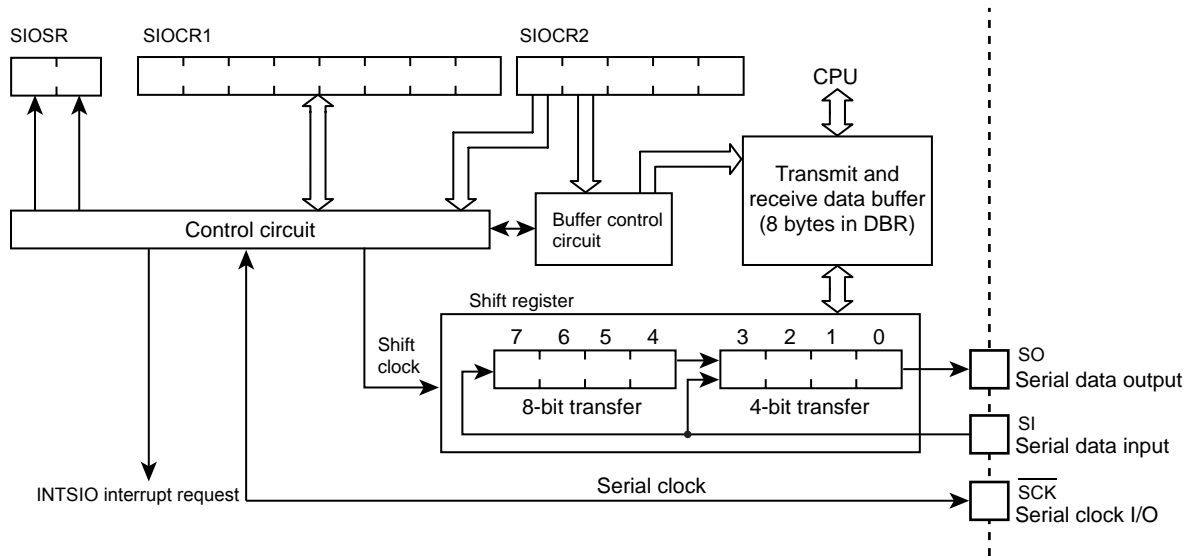 SIOSR
SIOCR1
SIOCR2
CPU
Transmit and
receive data buffer
(8 bytes in DBR)
Control circuit
Buffer control
circuit
Shift register
7 6 5 4 3 2 1 0
Shift
clock
8-bit transfer
4-bit transfer
SO
Serial data output
SI
Serial data input
INTSIO interrupt request
Serial clock
SCK
Serial clock I/O